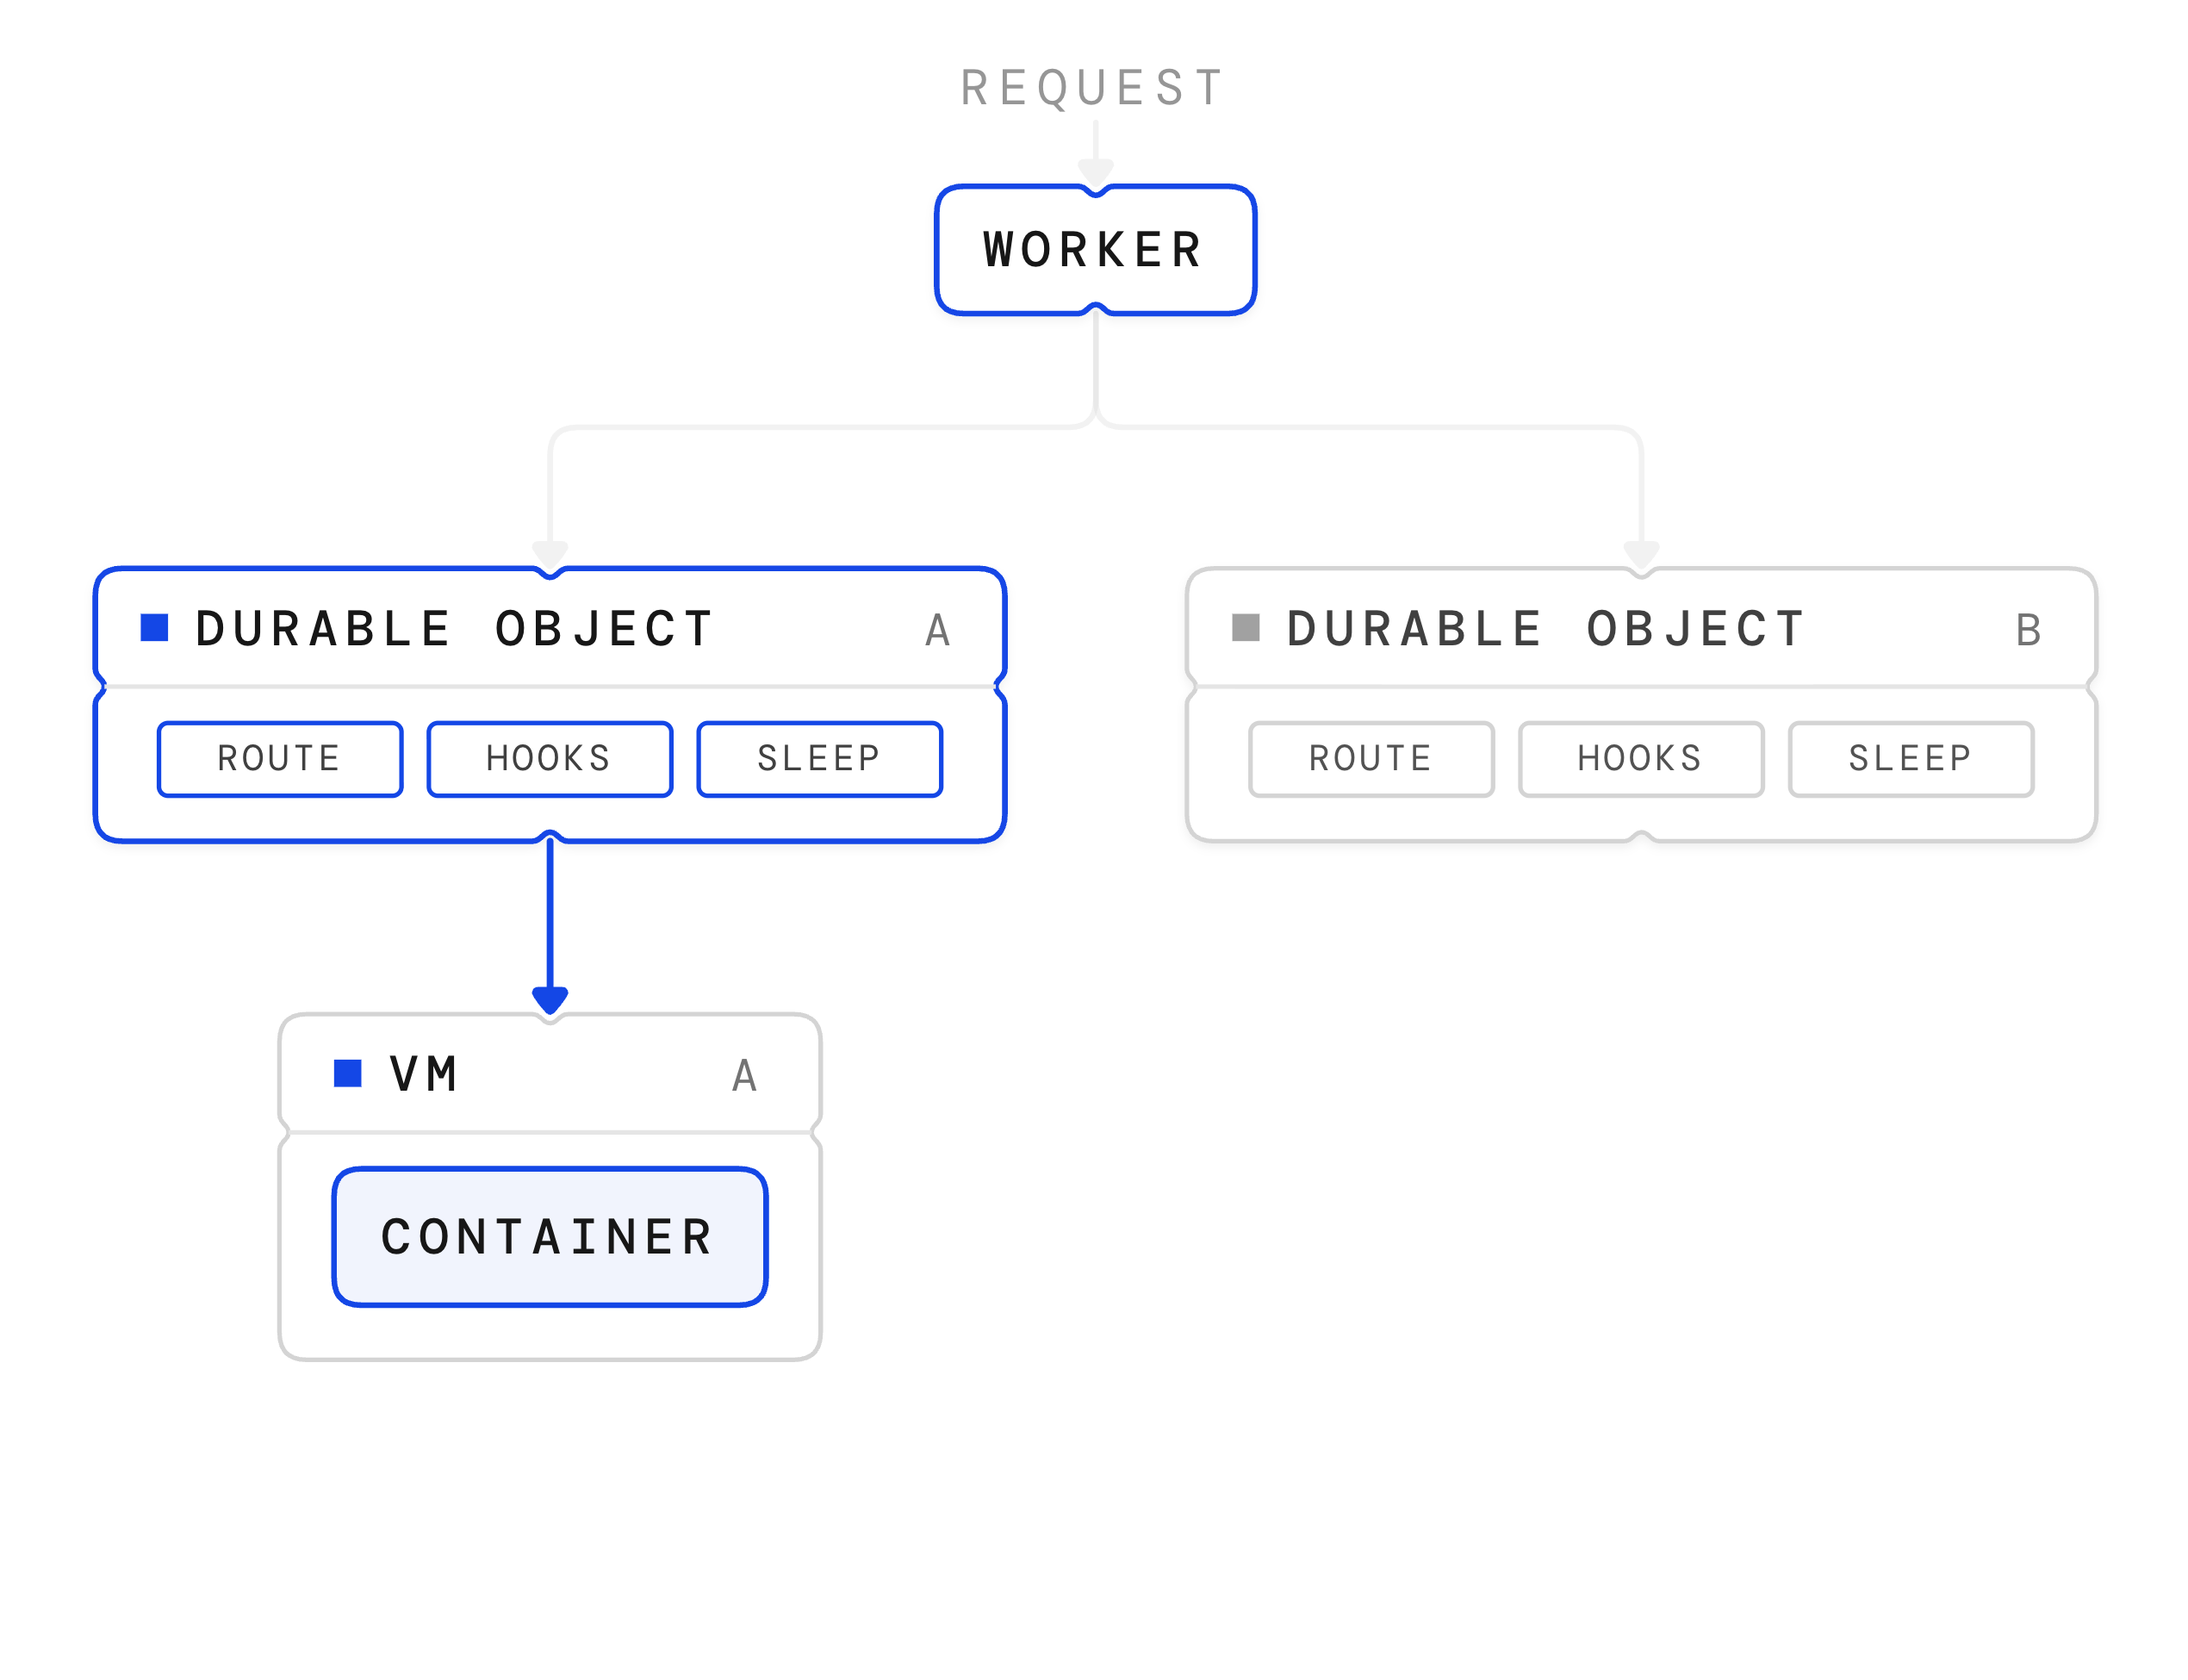 REQUEST
WORKER
DURABLE OBJECT A
ROUTE HOOKS SLEEP
DURABLE OBJECT B
ROUTE HOOKS SLEEP
VM A
CONTAINER